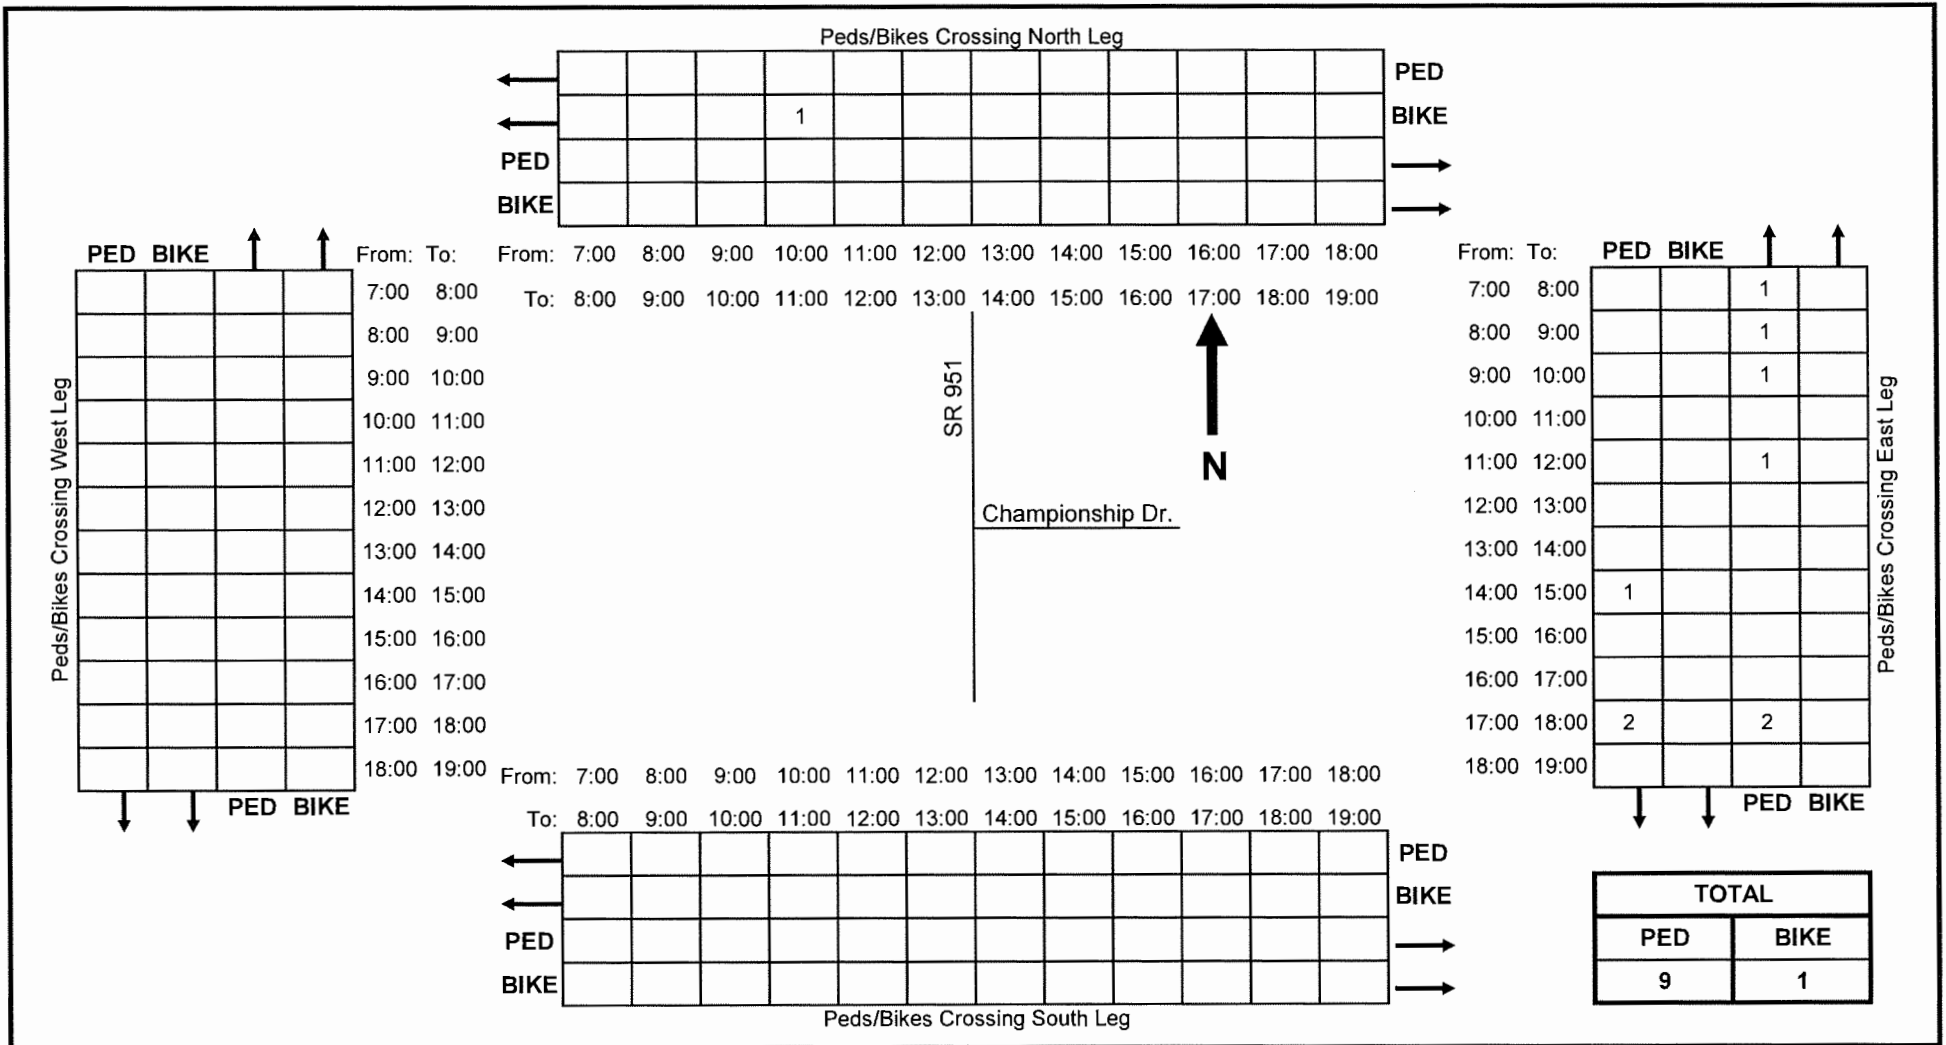 Peds/Bikes Crossing North Leg
PED
1 BIKE
PED
BIKE
From: 7:00 8:00 9:00 10:00 11:00 12:00 13:00 14:00 15:00 16:00 17:00 18:00
To: 8:00 9:00 10:00 11:00 12:00 13:00 14:00 15:00 16:00 17:00 18:00 19:00
Peds/Bikes Crossing West Leg
PED BIKE From: To:
7:00 8:00
8:00 9:00
9:00 10:00
10:00 11:00
11:00 12:00
12:00 13:00
13:00 14:00
14:00 15:00
15:00 16:00
16:00 17:00
17:00 18:00
18:00 19:00
PED BIKE
SR 951
N
Championship Dr.
From: To: PED BIKE
7:00 8:00 1
8:00 9:00 1
9:00 10:00 1
10:00 11:00
11:00 12:00 1
12:00 13:00
13:00 14:00
14:00 15:00 1
15:00 16:00
16:00 17:00
17:00 18:00 2 2
18:00 19:00
PED BIKE
Peds/Bikes Crossing East Leg
From: 7:00 8:00 9:00 10:00 11:00 12:00 13:00 14:00 15:00 16:00 17:00 18:00
To: 8:00 9:00 10:00 11:00 12:00 13:00 14:00 15:00 16:00 17:00 18:00 19:00
PED
BIKE
PED
BIKE
Peds/Bikes Crossing South Leg
TOTAL
PED BIKE
9 1